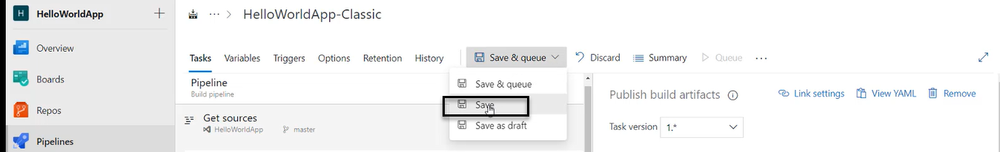 H HelloWorldApp +
··· > HelloWorldApp-Classic
Overview
Boards
Repos
Pipelines
Tasks Variables Triggers Options Retention History Save & queue Discard Summary Queue ···
Pipeline
Build pipeline
Get sources
HelloWorldApp master
Save & queue
Save
Save as draft
Publish build artifacts Link settings View YAML Remove
Task version 1.*